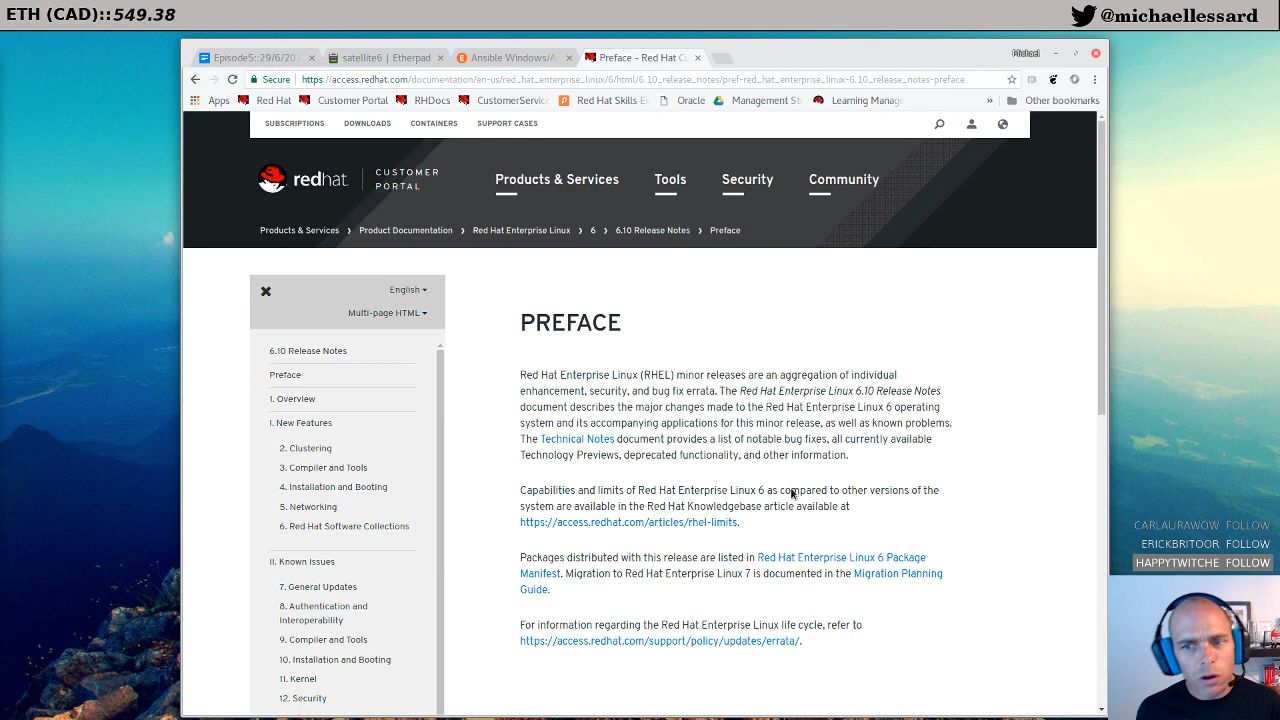 ETH (CAD)::549.38
@michaellessard
Episode5::29/6/201
satellite6 | Etherpad
Ansible Windows/A
Preface - Red Hat Cu
Michael
Secure
https://access.redhat.com/documentation/en-us/red_hat_enterprise_linux/6/html/6.10_release_notes/pref-red_hat_enterprise_linux-6.10_release_notes-preface
Apps
Red Hat
Customer Portal
RHDocs
CustomerServic
Red Hat Skills E
Oracle
Management St
Learning Manag
»
Other bookmarks
SUBSCRIPTIONS
DOWNLOADS
CONTAINERS
SUPPORT CASES
redhat.
CUSTOMER
PORTAL
Products & Services
Tools
Security
Community
Products & Services > Product Documentation > Red Hat Enterprise Linux > 6 > 6.10 Release Notes > Preface
English
Multi-page HTML
6.10 Release Notes
Preface
1. Overview
I. New Features
2. Clustering
3. Compiler and Tools
4. Installation and Booting
5. Networking
6. Red Hat Software Collections
II. Known Issues
7. General Updates
8. Authentication and
Interoperability
9. Compiler and Tools
10. Installation and Booting
11. Kernel
12. Security
PREFACE
Red Hat Enterprise Linux (RHEL) minor releases are an aggregation of individual
enhancement, security, and bug fix errata. The Red Hat Enterprise Linux 6.10 Release Notes
document describes the major changes made to the Red Hat Enterprise Linux 6 operating
system and its accompanying applications for this minor release, as well as known problems.
The Technical Notes document provides a list of notable bug fixes, all currently available
Technology Previews, deprecated functionality, and other information.
Capabilities and limits of Red Hat Enterprise Linux 6 as compared to other versions of the
system are available in the Red Hat Knowledgebase article available at
https://access.redhat.com/articles/rhel-limits.
Packages distributed with this release are listed in Red Hat Enterprise Linux 6 Package
Manifest. Migration to Red Hat Enterprise Linux 7 is documented in the Migration Planning
Guide.
For information regarding the Red Hat Enterprise Linux life cycle, refer to
https://access.redhat.com/support/policy/updates/errata/.
CARLAURAWOW FOLLOW
ERICKBRITOOR FOLLOW
HAPPYTWITCHE FOLLOW